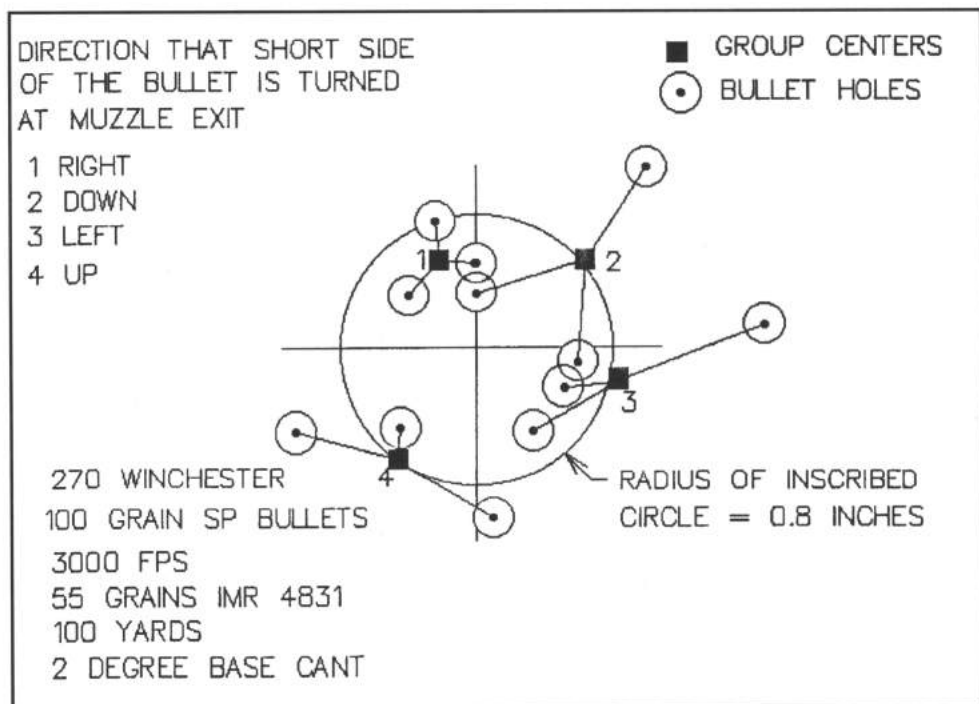 DIRECTION THAT SHORT SIDE
OF THE BULLET IS TURNED
AT MUZZLE EXIT
1 RIGHT
2 DOWN
3 LEFT
4 UP
GROUP CENTERS
BULLET HOLES
1
2
3
4
270 WINCHESTER
100 GRAIN SP BULLETS
3000 FPS
55 GRAINS IMR 4831
100 YARDS
2 DEGREE BASE CANT
RADIUS OF INSCRIBED
CIRCLE = 0.8 INCHES